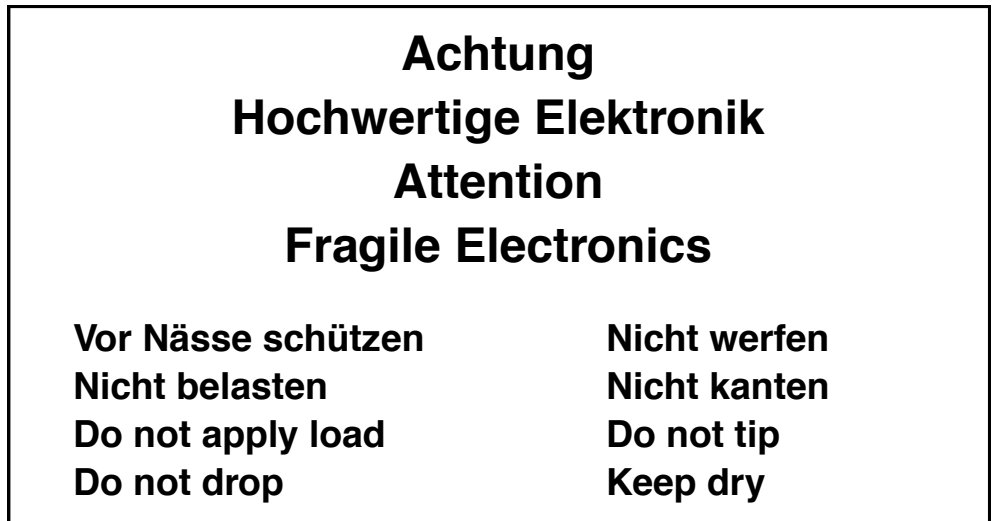 Achtung
Hochwertige Elektronik
Attention
Fragile Electronics
Vor Nässe schützen
Nicht belasten
Do not apply load
Do not drop
Nicht werfen
Nicht kanten
Do not tip
Keep dry